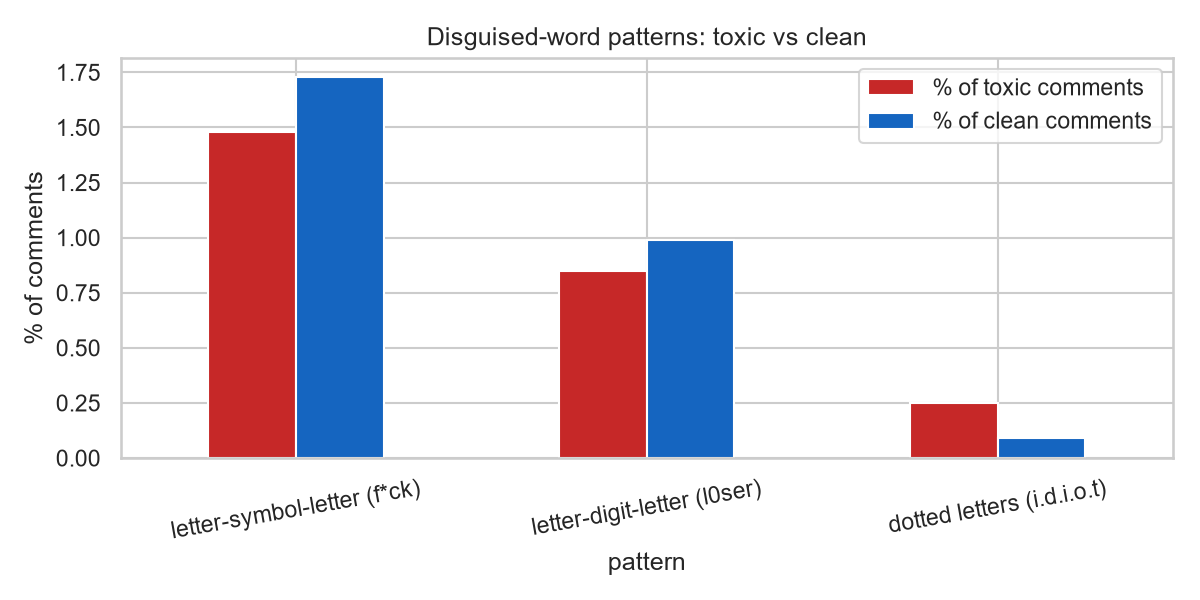 Disguised-word patterns: toxic vs clean
% of toxic comments
% of clean comments
% of comments
1.75
1.50
1.25
1.00
0.75
0.50
0.25
0.00
letter-symbol-letter (f*ck)
letter-digit-letter (l0ser)
dotted letters (i.d.i.o.t)
pattern